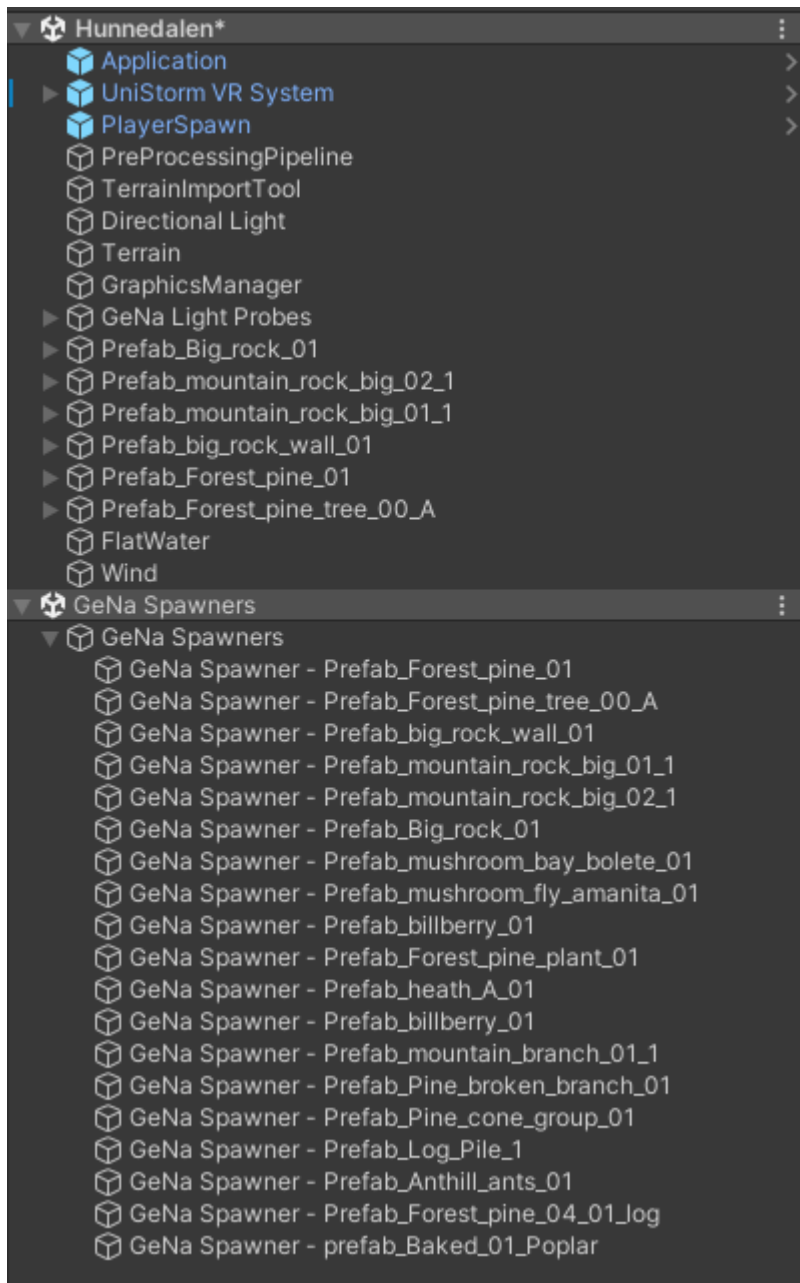 Hunnedalen*
Application
UniStorm VR System
PlayerSpawn
PreProcessingPipeline
TerrainImportTool
Directional Light
Terrain
GraphicsManager
GeNa Light Probes
Prefab_Big_rock_01
Prefab_mountain_rock_big_02_1
Prefab_mountain_rock_big_01_1
Prefab_big_rock_wall_01
Prefab_Forest_pine_01
Prefab_Forest_pine_tree_00_A
FlatWater
Wind
GeNa Spawners
GeNa Spawners
GeNa Spawner - Prefab_Forest_pine_01
GeNa Spawner - Prefab_Forest_pine_tree_00_A
GeNa Spawner - Prefab_big_rock_wall_01
GeNa Spawner - Prefab_mountain_rock_big_01_1
GeNa Spawner - Prefab_mountain_rock_big_02_1
GeNa Spawner - Prefab_Big_rock_01
GeNa Spawner - Prefab_mushroom_bay_bolete_01
GeNa Spawner - Prefab_mushroom_fly_amanita_01
GeNa Spawner - Prefab_billberry_01
GeNa Spawner - Prefab_Forest_pine_plant_01
GeNa Spawner - Prefab_heath_A_01
GeNa Spawner - Prefab_billberry_01
GeNa Spawner - Prefab_mountain_branch_01_1
GeNa Spawner - Prefab_Pine_broken_branch_01
GeNa Spawner - Prefab_Pine_cone_group_01
GeNa Spawner - Prefab_Log_Pile_1
GeNa Spawner - Prefab_Anthill_ants_01
GeNa Spawner - Prefab_Forest_pine_04_01_log
GeNa Spawner - prefab_Baked_01_Poplar